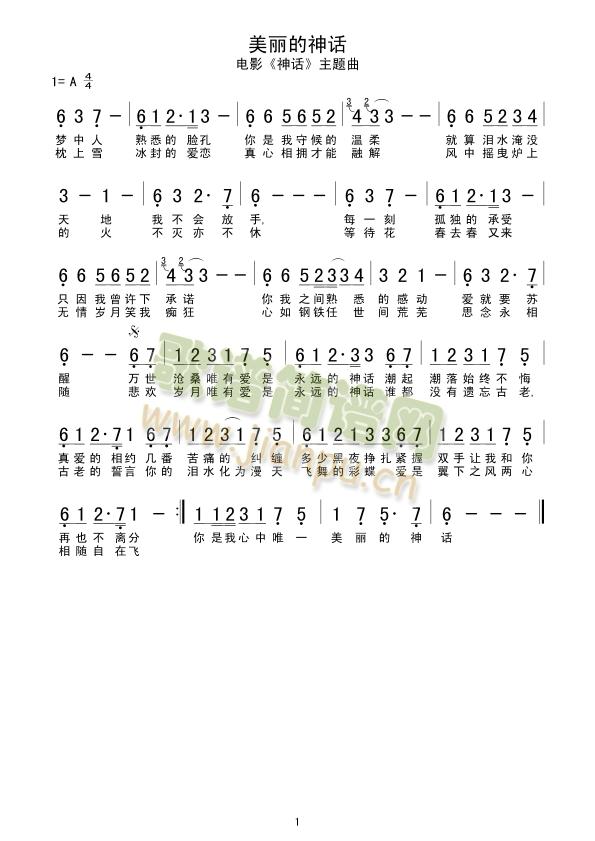 美丽的神话
电影《神话》主题曲
1= A 4/4
6 3 7 — | 6 1 2· 1 3 — | 6 6 5 6 5 2 | 3 4 2 3 3 — — | 6 6 5 2 3 4
梦中人 熟悉的脸孔 你是我守候的 温柔 就算泪水淹没
枕上雪 冰封的爱恋 真心相拥才能 融解 风中摇曳炉上
3 — 1 — | 6 3 2· 7 | 6 — — — | 6 3 7 — | 6 1 2· 1 3 —
天 地 我不会放手, 每一刻 孤独的承受
的 火 不灭亦不休 等待花 春去春又来
6 6 5 6 5 2 | 3 4 2 3 3 — — | 6 6 5 2 3 3 4 | 3 2 1 5 | 6 3 2· 7
只因我曾许下 承诺 你我之间熟 悉的感动 爱就要苏
无情岁月笑我 痴狂 心如钢铁任 世间荒芜 思念永相
6 — — 6 7 | 1 2 3 1 7 5 | 6 1 2· 7 6 7 | 1 2 3 1 7 5
醒 万世 沧桑唯有爱是 永远的神话 潮起 潮落始终不悔
随 悲欢 岁月唯有爱是 永远的神话 谁都 没有遗忘古老,
6 1 2· 7 6 7 | 1 2 3 1 7 5 | 6 1 2· 7 6 7 | 1 2 3 1 7 5
真爱的相约几番 苦痛的纠缠 多少黑夜挣扎紧握 双手让我和你
古老的誓言你的 泪水化为漫天 飞舞的彩蝶 爱是 翼下之风两心
6 1 2· 7 1 — :| 1 1 1 2 3 1 7 5 | 1 7 5· 7 | 6 — — — |
再也不离分 你是我心中唯一 美丽的神 话
相随自在飞
歌谱简谱网
www.jianpu.cn
1